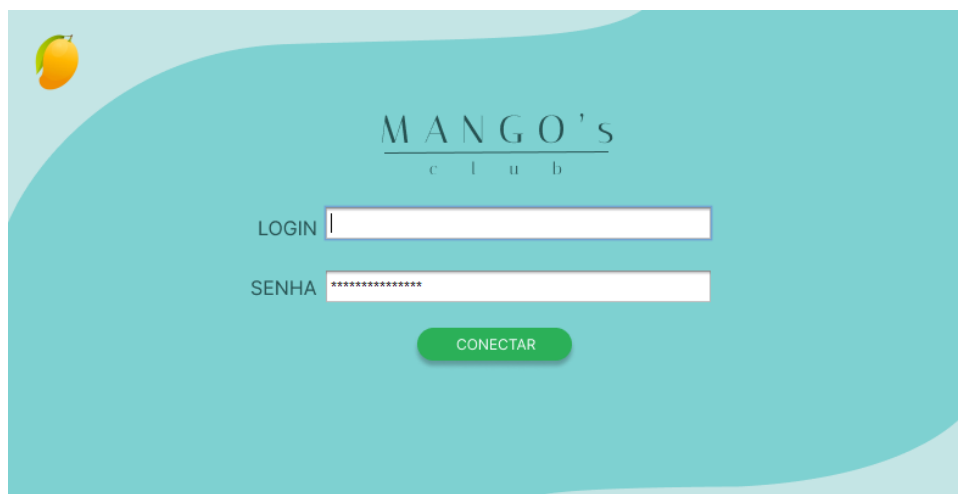 MANGO's
club
LOGIN
SENHA ***************
CONECTAR